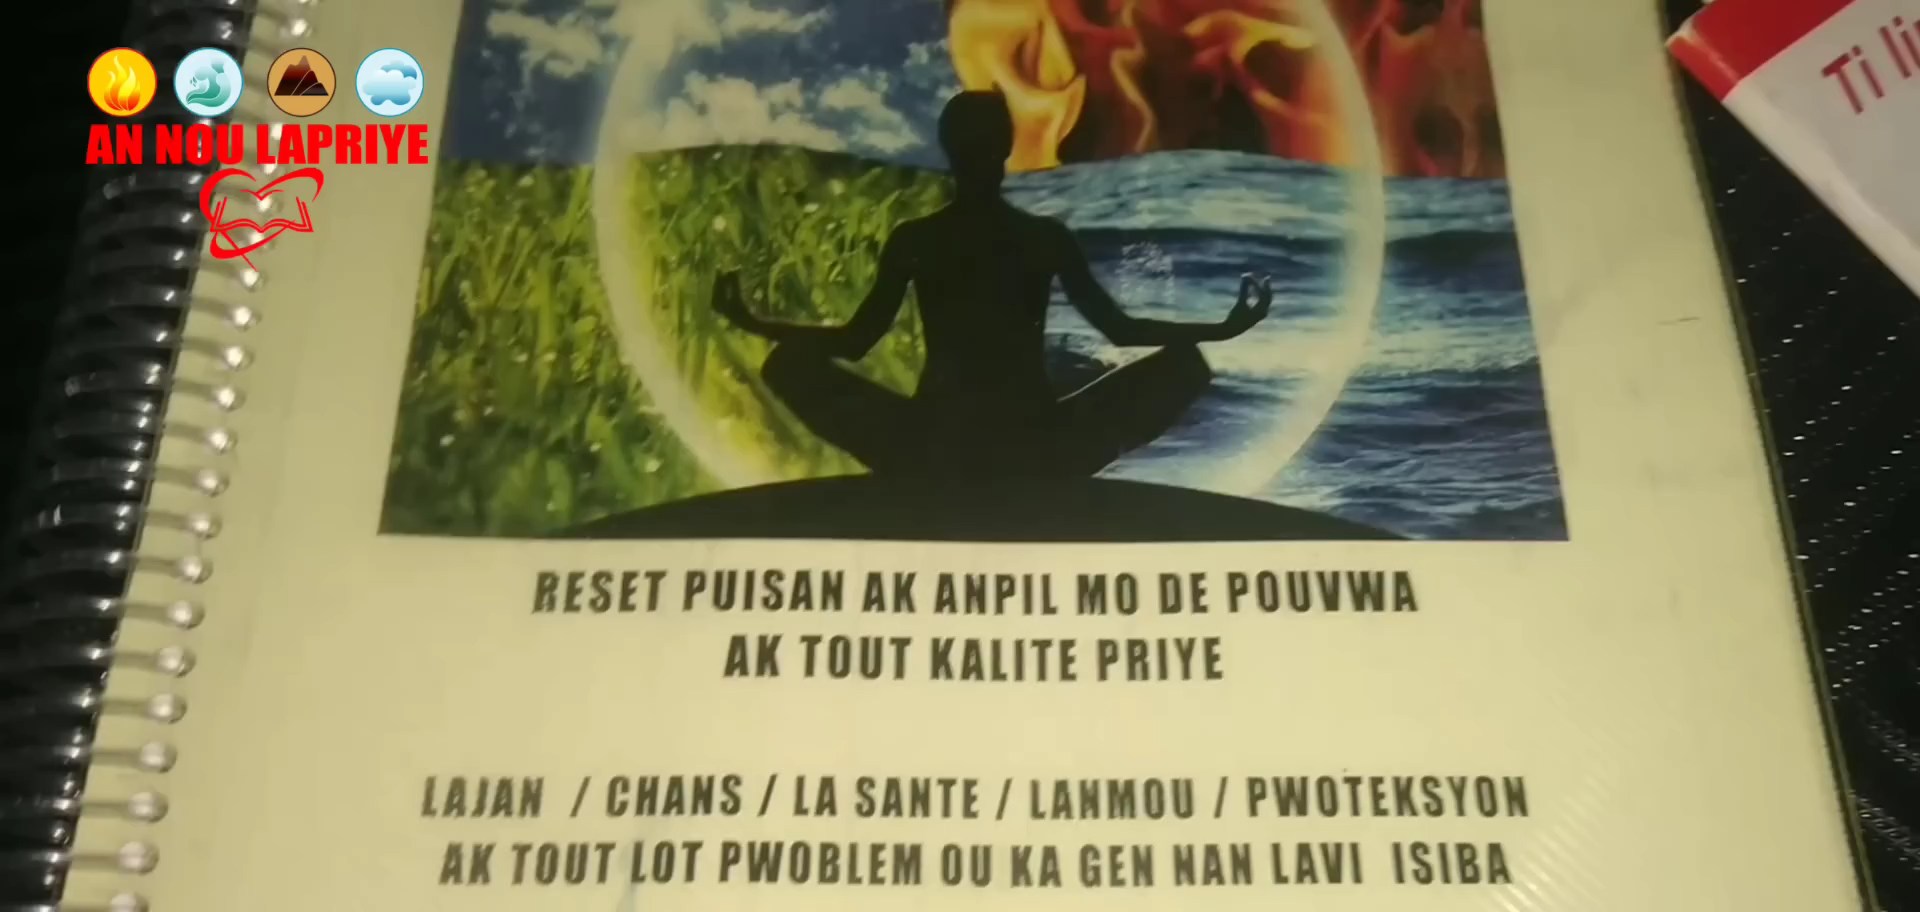 AN NOU LAPRIYE
Ti
RESET PUISAN AK ANPIL MO DE POUVWA
AK TOUT KALITE PRIYE
LAJAN / CHANS / LA SANTE / LANMOU / PWOTEKSYON
AK TOUT LOT PWOBLEM OU KA GEN NAN LAVI ISIBA